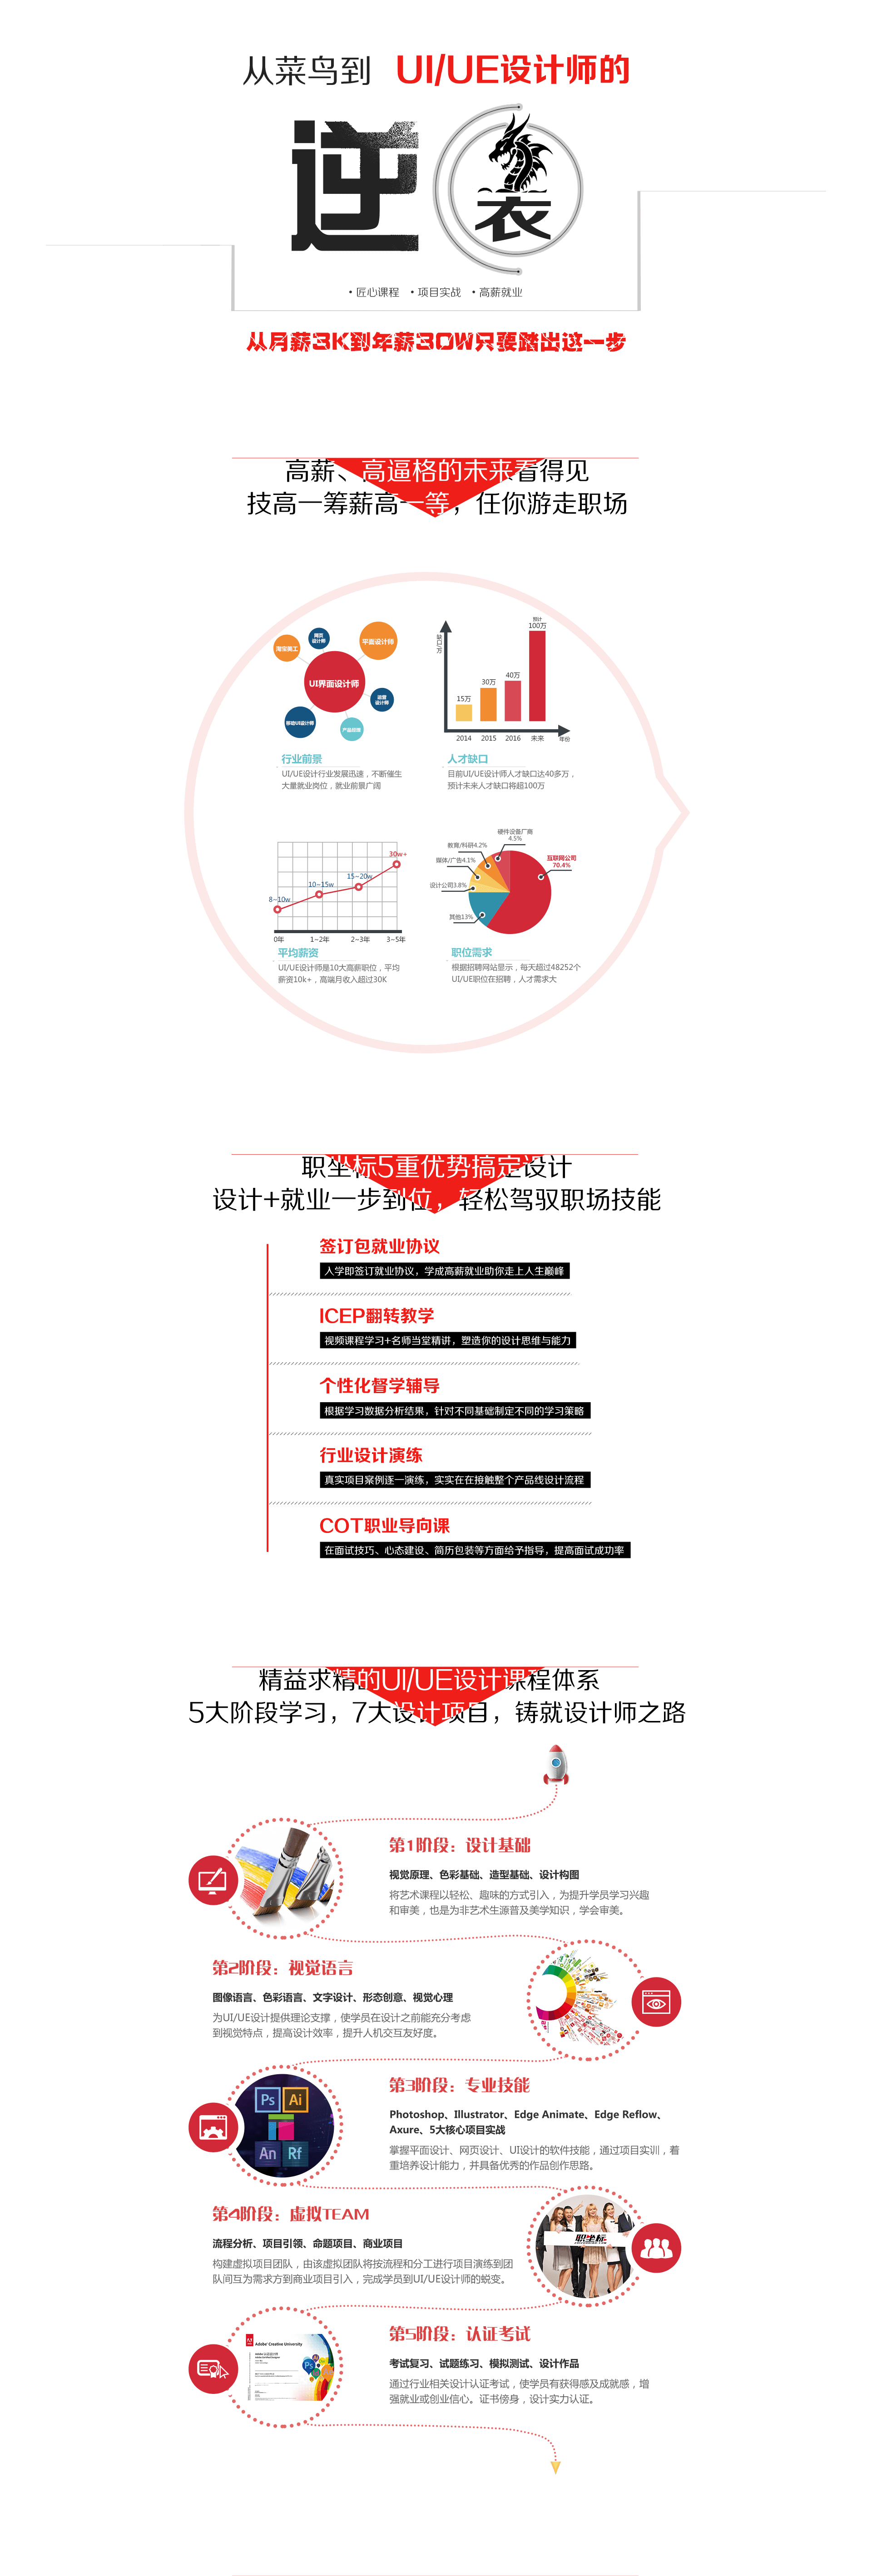 从菜鸟到 UI/UE设计师的
逆袭
•匠心课程 •项目实战 •高薪就业
从月薪3K到年薪30W只要踏出这一步
高薪、高逼格的未来看得见
技高一筹薪高一等，任你游走职场
淘宝美工
网页
设计师
平面设计师
UI界面设计师
运营
设计师
移动UI设计师
产品经理
行业前景
UI/UE设计行业发展迅速，不断催生
大量就业岗位，就业前景广阔
缺口/万
预计
100万
40万
30万
15万
2014 2015 2016 未来 年份
人才缺口
目前UI/UE设计师人才缺口达40多万，
预计未来人才缺口将超100万
30w+
15~20w
10~15w
8~10w
0年 1~2年 2~3年 3~5年
平均薪资
UI/UE设计师是10大高薪职位，平均
薪资10k+，高端月收入超过30K
硬件设备厂商
4.5%
教育/科研4.2%
媒体/广告4.1%
设计公司3.8%
其他13%
互联网公司
70.4%
职位需求
根据招聘网站显示，每天超过48252个
UI/UE职位在招聘，人才需求大
职坐标5重优势搞定设计
设计+就业一步到位，轻松驾驭职场技能
签订包就业协议
入学即签订就业协议，学成高薪就业助你走上人生巅峰
ICEP翻转教学
视频课程学习+名师当堂精讲，塑造你的设计思维与能力
个性化督学辅导
根据学习数据分析结果，针对不同基础制定不同的学习策略
行业设计演练
真实项目案例逐一演练，实实在在接触整个产品线设计流程
COT职业导向课
在面试技巧、心态建设、简历包装等方面给予指导，提高面试成功率
精益求精的UI/UE设计课程体系
5大阶段学习，7大设计项目，铸就设计师之路
第1阶段：设计基础
视觉原理、色彩基础、造型基础、设计构图
将艺术课程以轻松、趣味的方式引入，为提升学员学习兴趣
和审美，也是为非艺术生源普及美学知识，学会审美。
第2阶段：视觉语言
图像语言、色彩语言、文字设计、形态创意、视觉心理
为UI/UE设计提供理论支撑，使学员在设计之前能充分考虑
到视觉特点，提高设计效率，提升人机交互友好度。
Ps Ai
An Rf
第3阶段：专业技能
Photoshop、Illustrator、Edge Animate、Edge Reflow、
Axure、5大核心项目实战
掌握平面设计、网页设计、UI设计的软件技能，通过项目实训，着
重培养设计能力，并具备优秀的作品创作思路。
第4阶段：虚拟TEAM
流程分析、项目引领、命题项目、商业项目
构建虚拟项目团队，由该虚拟团队将按流程和分工进行项目演练到团
队间互为需求方到商业项目引入，完成学员到UI/UE设计师的蜕变。
职坐标
Adobe Creative University
第5阶段：认证考试
考试复习、试题练习、模拟测试、设计作品
通过行业相关设计认证考试，使学员有获得感及成就感，增
强就业或创业信心。证书傍身，设计实力认证。